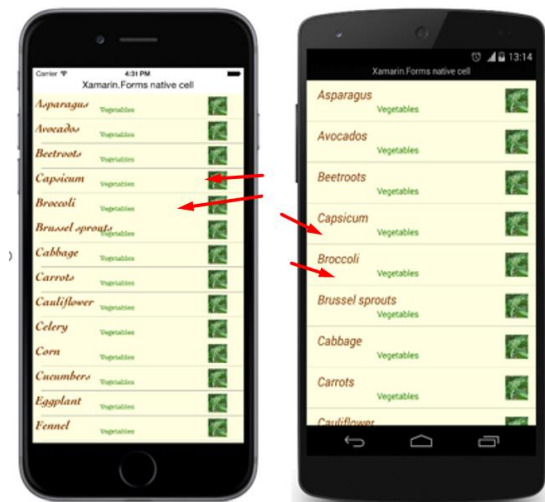 Carrier 4:31 PM
Xamarin.Forms native cell
Asparagus
Vegetables
Avocados
Vegetables
Beetroots
Vegetables
Capsicum
Vegetables
Broccoli
Vegetables
Brussel sprouts
Vegetables
Cabbage
Vegetables
Carrots
Vegetables
Cauliflower
Vegetables
Celery
Vegetables
Corn
Vegetables
Cucumbers
Vegetables
Eggplant
Vegetables
Fennel
Vegetables
13:14
Xamarin.Forms native cell
Asparagus
Vegetables
Avocados
Vegetables
Beetroots
Vegetables
Capsicum
Vegetables
Broccoli
Vegetables
Brussel sprouts
Vegetables
Cabbage
Vegetables
Carrots
Vegetables
Cauliflower